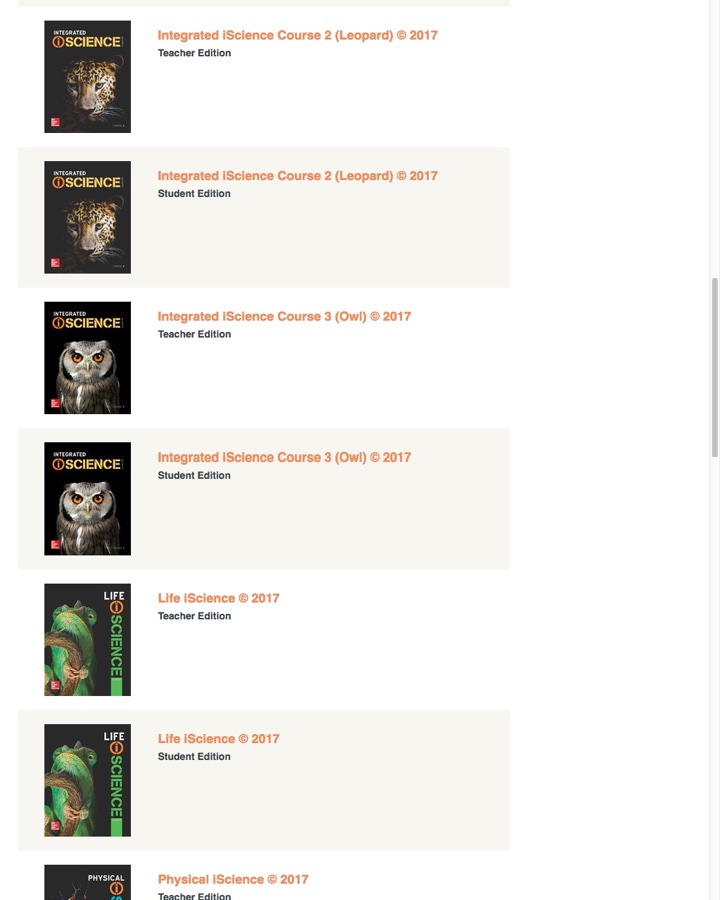 INTEGRATED
iSCIENCE
Integrated iScience Course 2 (Leopard) © 2017
Teacher Edition
INTEGRATED
iSCIENCE
Integrated iScience Course 2 (Leopard) © 2017
Student Edition
INTEGRATED
iSCIENCE
Integrated iScience Course 3 (Owl) © 2017
Teacher Edition
INTEGRATED
iSCIENCE
Integrated iScience Course 3 (Owl) © 2017
Student Edition
LIFE
iSCIENCE
Life iScience © 2017
Teacher Edition
LIFE
iSCIENCE
Life iScience © 2017
Student Edition
PHYSICAL
Physical iScience © 2017
Teacher Edition